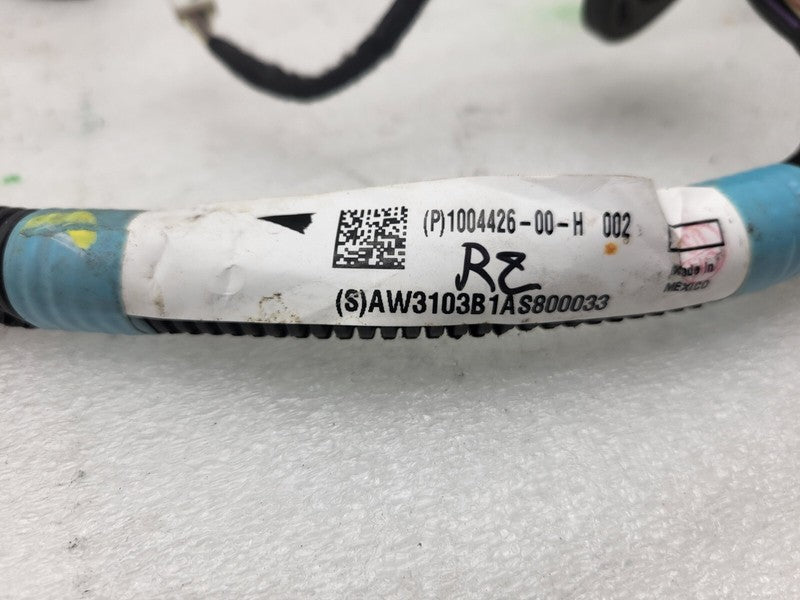 (P)1004426-00-H 002
RZ
(S)AW3103B1AS800033
Made in
MEXICO